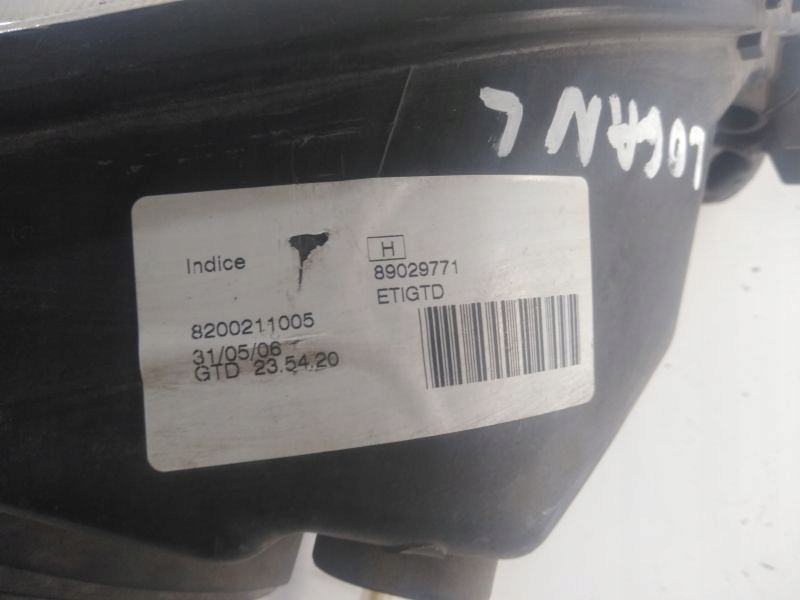 LOGAN L
Indice
H
89029771
ETIGTD
8200211005
31/05/06
GTD 23.54.20